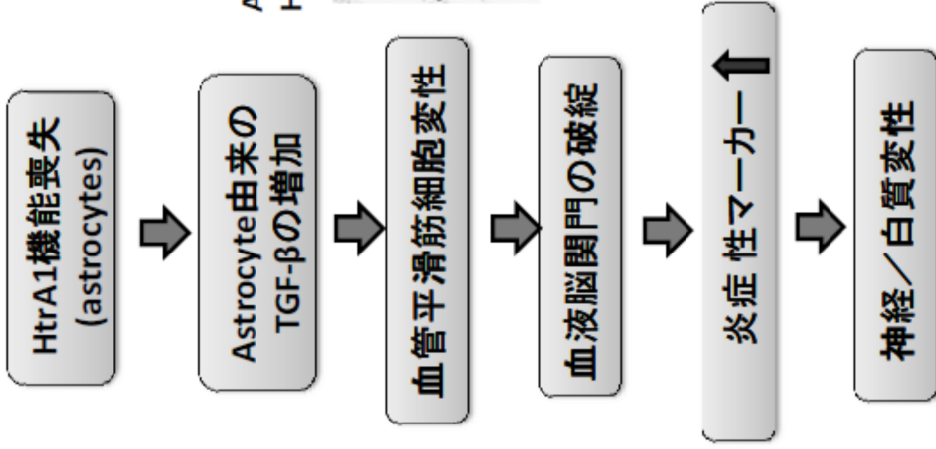 HtrA1機能喪失
(astrocytes)
Astrocyte由来の
TGF-βの増加
血管平滑筋細胞変性
血液脳関門の破綻
炎症 性マーカー
神経／白質変性